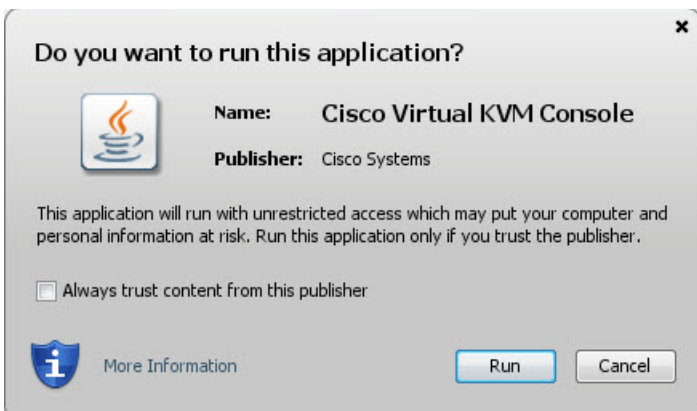 Do you want to run this application?
Name: Cisco Virtual KVM Console
Publisher: Cisco Systems
This application will run with unrestricted access which may put your computer and
personal information at risk. Run this application only if you trust the publisher.
Always trust content from this publisher
More Information
Run
Cancel